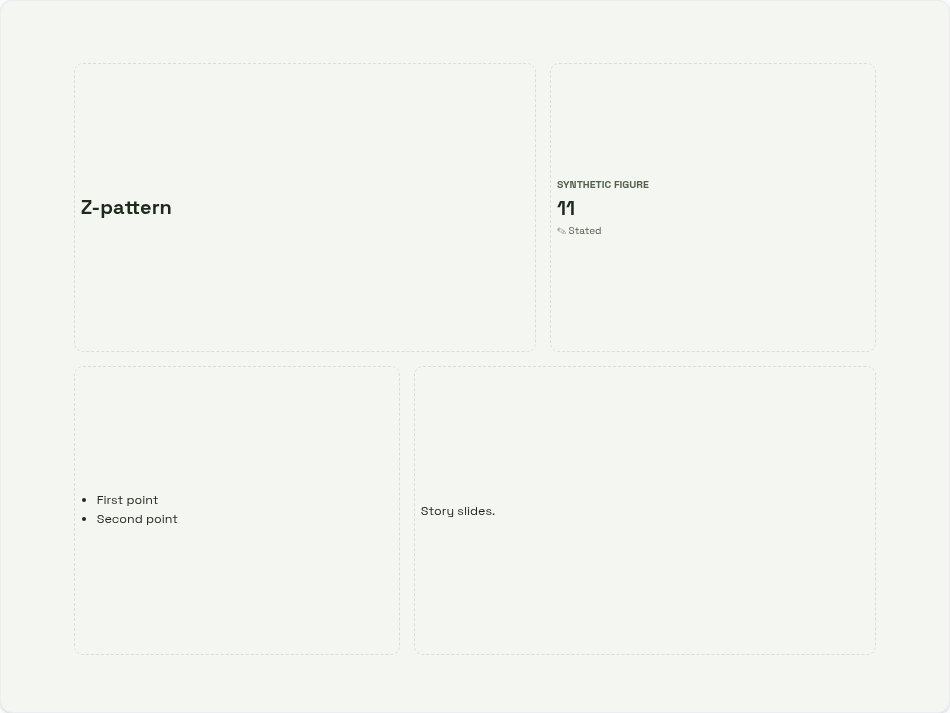 Z-pattern
SYNTHETIC FIGURE
11
✎ Stated
• First point
• Second point
Story slides.